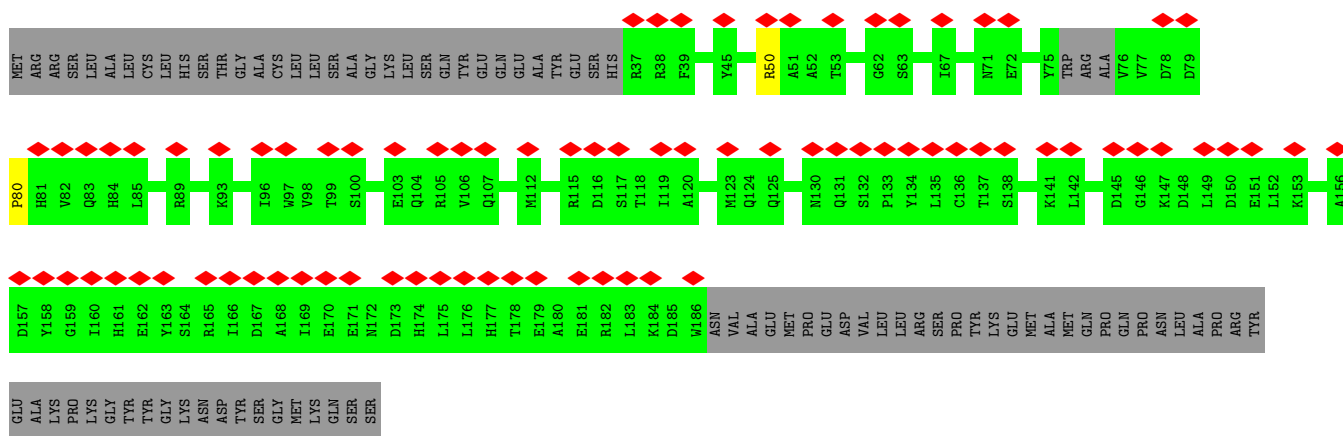 MET ARG ARG SER LEU ALA LEU CYS LEU HIS SER THR GLY ALA CYS LEU LEU SER ALA GLY LYS LEU SER GLN TYR GLU GLN GLU ALA TYR GLU SER HIS R37 R38 F39 Y45 R50 A51 A52 T53 G62 S63 I67 N71 E72 Y75 TRP ARG ALA V76 V77 D78 D79
P80 H81 V82 Q83 H84 L85 R89 K93 I96 W97 V98 T99 S100 E103 Q104 R105 V106 Q107 M112 R115 D116 S117 T118 I119 A120 M123 Q124 Q125 N130 Q131 S132 P133 Y134 L135 C136 T137 S138 K141 L142 D145 G146 K147 D148 L149 D150 E151 L152 K153 A156
D157 Y158 G159 I160 H161 E162 Y163 S164 R165 I166 D167 A168 I169 E170 E171 N172 D173 H174 L175 L176 H177 T178 E179 A180 E181 R182 L183 K184 D185 W186 ASN VAL ALA GLU MET PRO GLU ASP VAL LEU LEU ARG SER PRO TYR LYS GLU MET ALA MET GLN PRO GLN PRO ASN LEU ALA PRO ARG TYR
GLU ALA LYS PRO LYS GLY TYR TYR GLY LYS ASN ASP TYR SER GLY MET LYS GLN SER SER